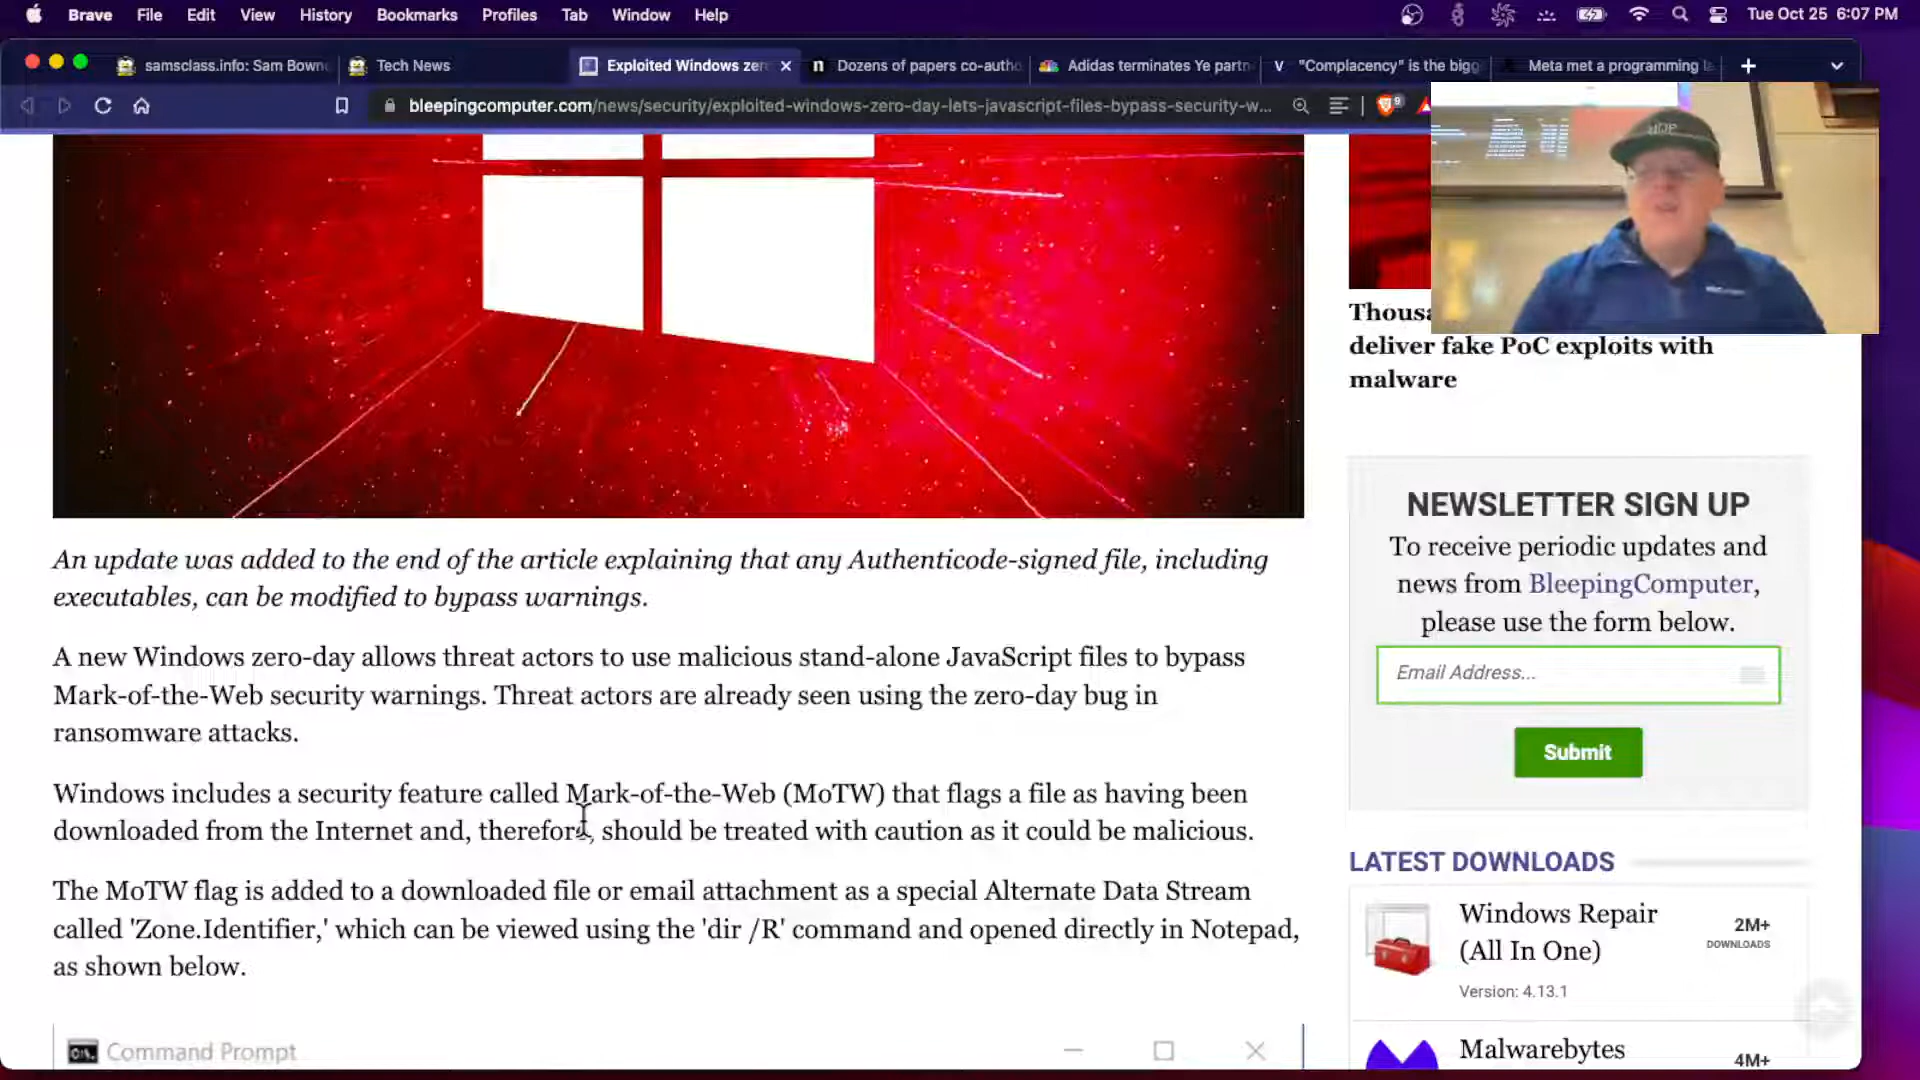 Brave File Edit View History Bookmarks Profiles Tab Window Help Tue Oct 25 6:07 PM
samsclass.info: Sam Bown
Tech News
Exploited Windows zer
Dozens of papers co-autho
Adidas terminates Ye partn
"Complacency" is the bigg
Meta met a programming la
bleepingcomputer.com/news/security/exploited-windows-zero-day-lets-javascript-files-bypass-security-w...
9
HOPE
Thousa
deliver fake PoC exploits with
malware
An update was added to the end of the article explaining that any Authenticode-signed file, including
executables, can be modified to bypass warnings.
A new Windows zero-day allows threat actors to use malicious stand-alone JavaScript files to bypass
Mark-of-the-Web security warnings. Threat actors are already seen using the zero-day bug in
ransomware attacks.
Windows includes a security feature called Mark-of-the-Web (MoTW) that flags a file as having been
downloaded from the Internet and, therefore, should be treated with caution as it could be malicious.
The MoTW flag is added to a downloaded file or email attachment as a special Alternate Data Stream
called 'Zone.Identifier,' which can be viewed using the 'dir /R' command and opened directly in Notepad,
as shown below.
Command Prompt
NEWSLETTER SIGN UP
To receive periodic updates and
news from BleepingComputer,
please use the form below.
Email Address...
Submit
LATEST DOWNLOADS
Windows Repair
(All In One)
Version: 4.13.1
2M+
DOWNLOADS
Malwarebytes
4M+